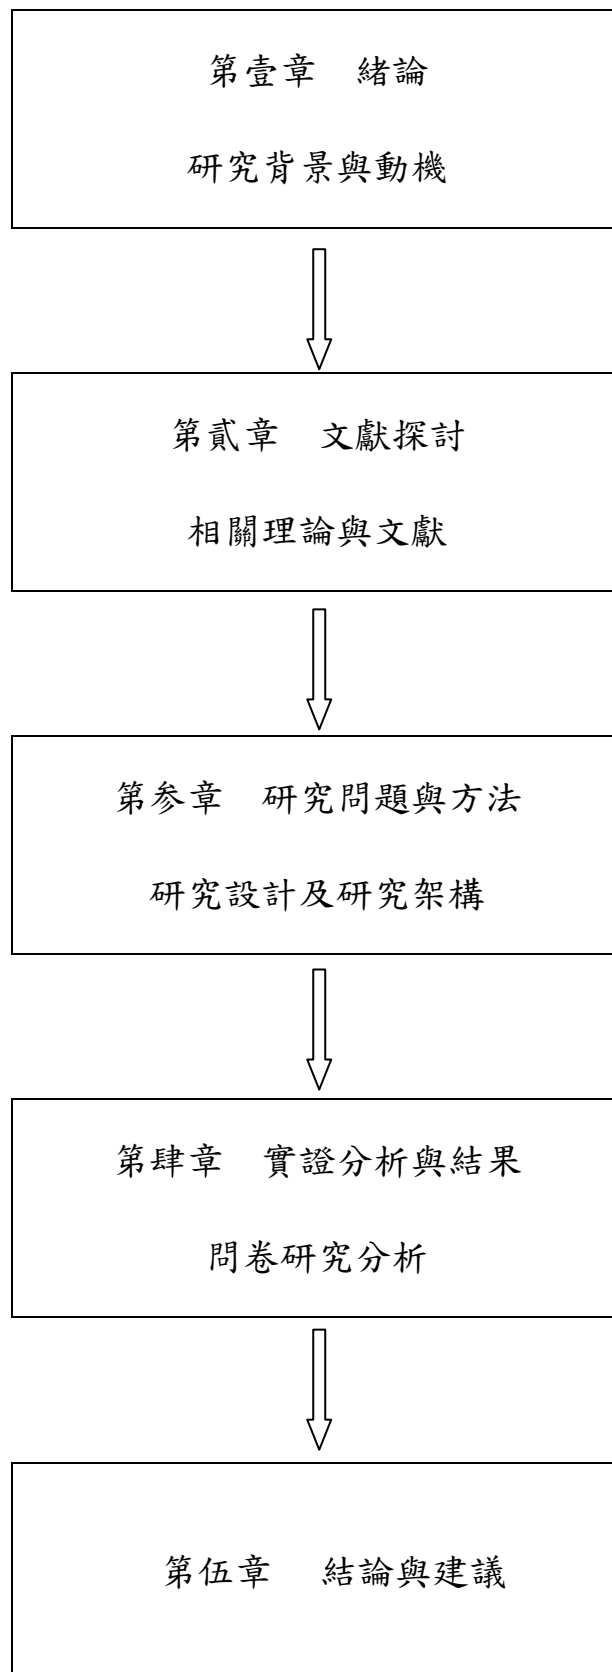 第壹章　緒論
研究背景與動機
第貳章　文獻探討
相關理論與文獻
第参章　研究問題與方法
研究設計及研究架構
第肆章　實證分析與結果
問卷研究分析
第伍章　結論與建議